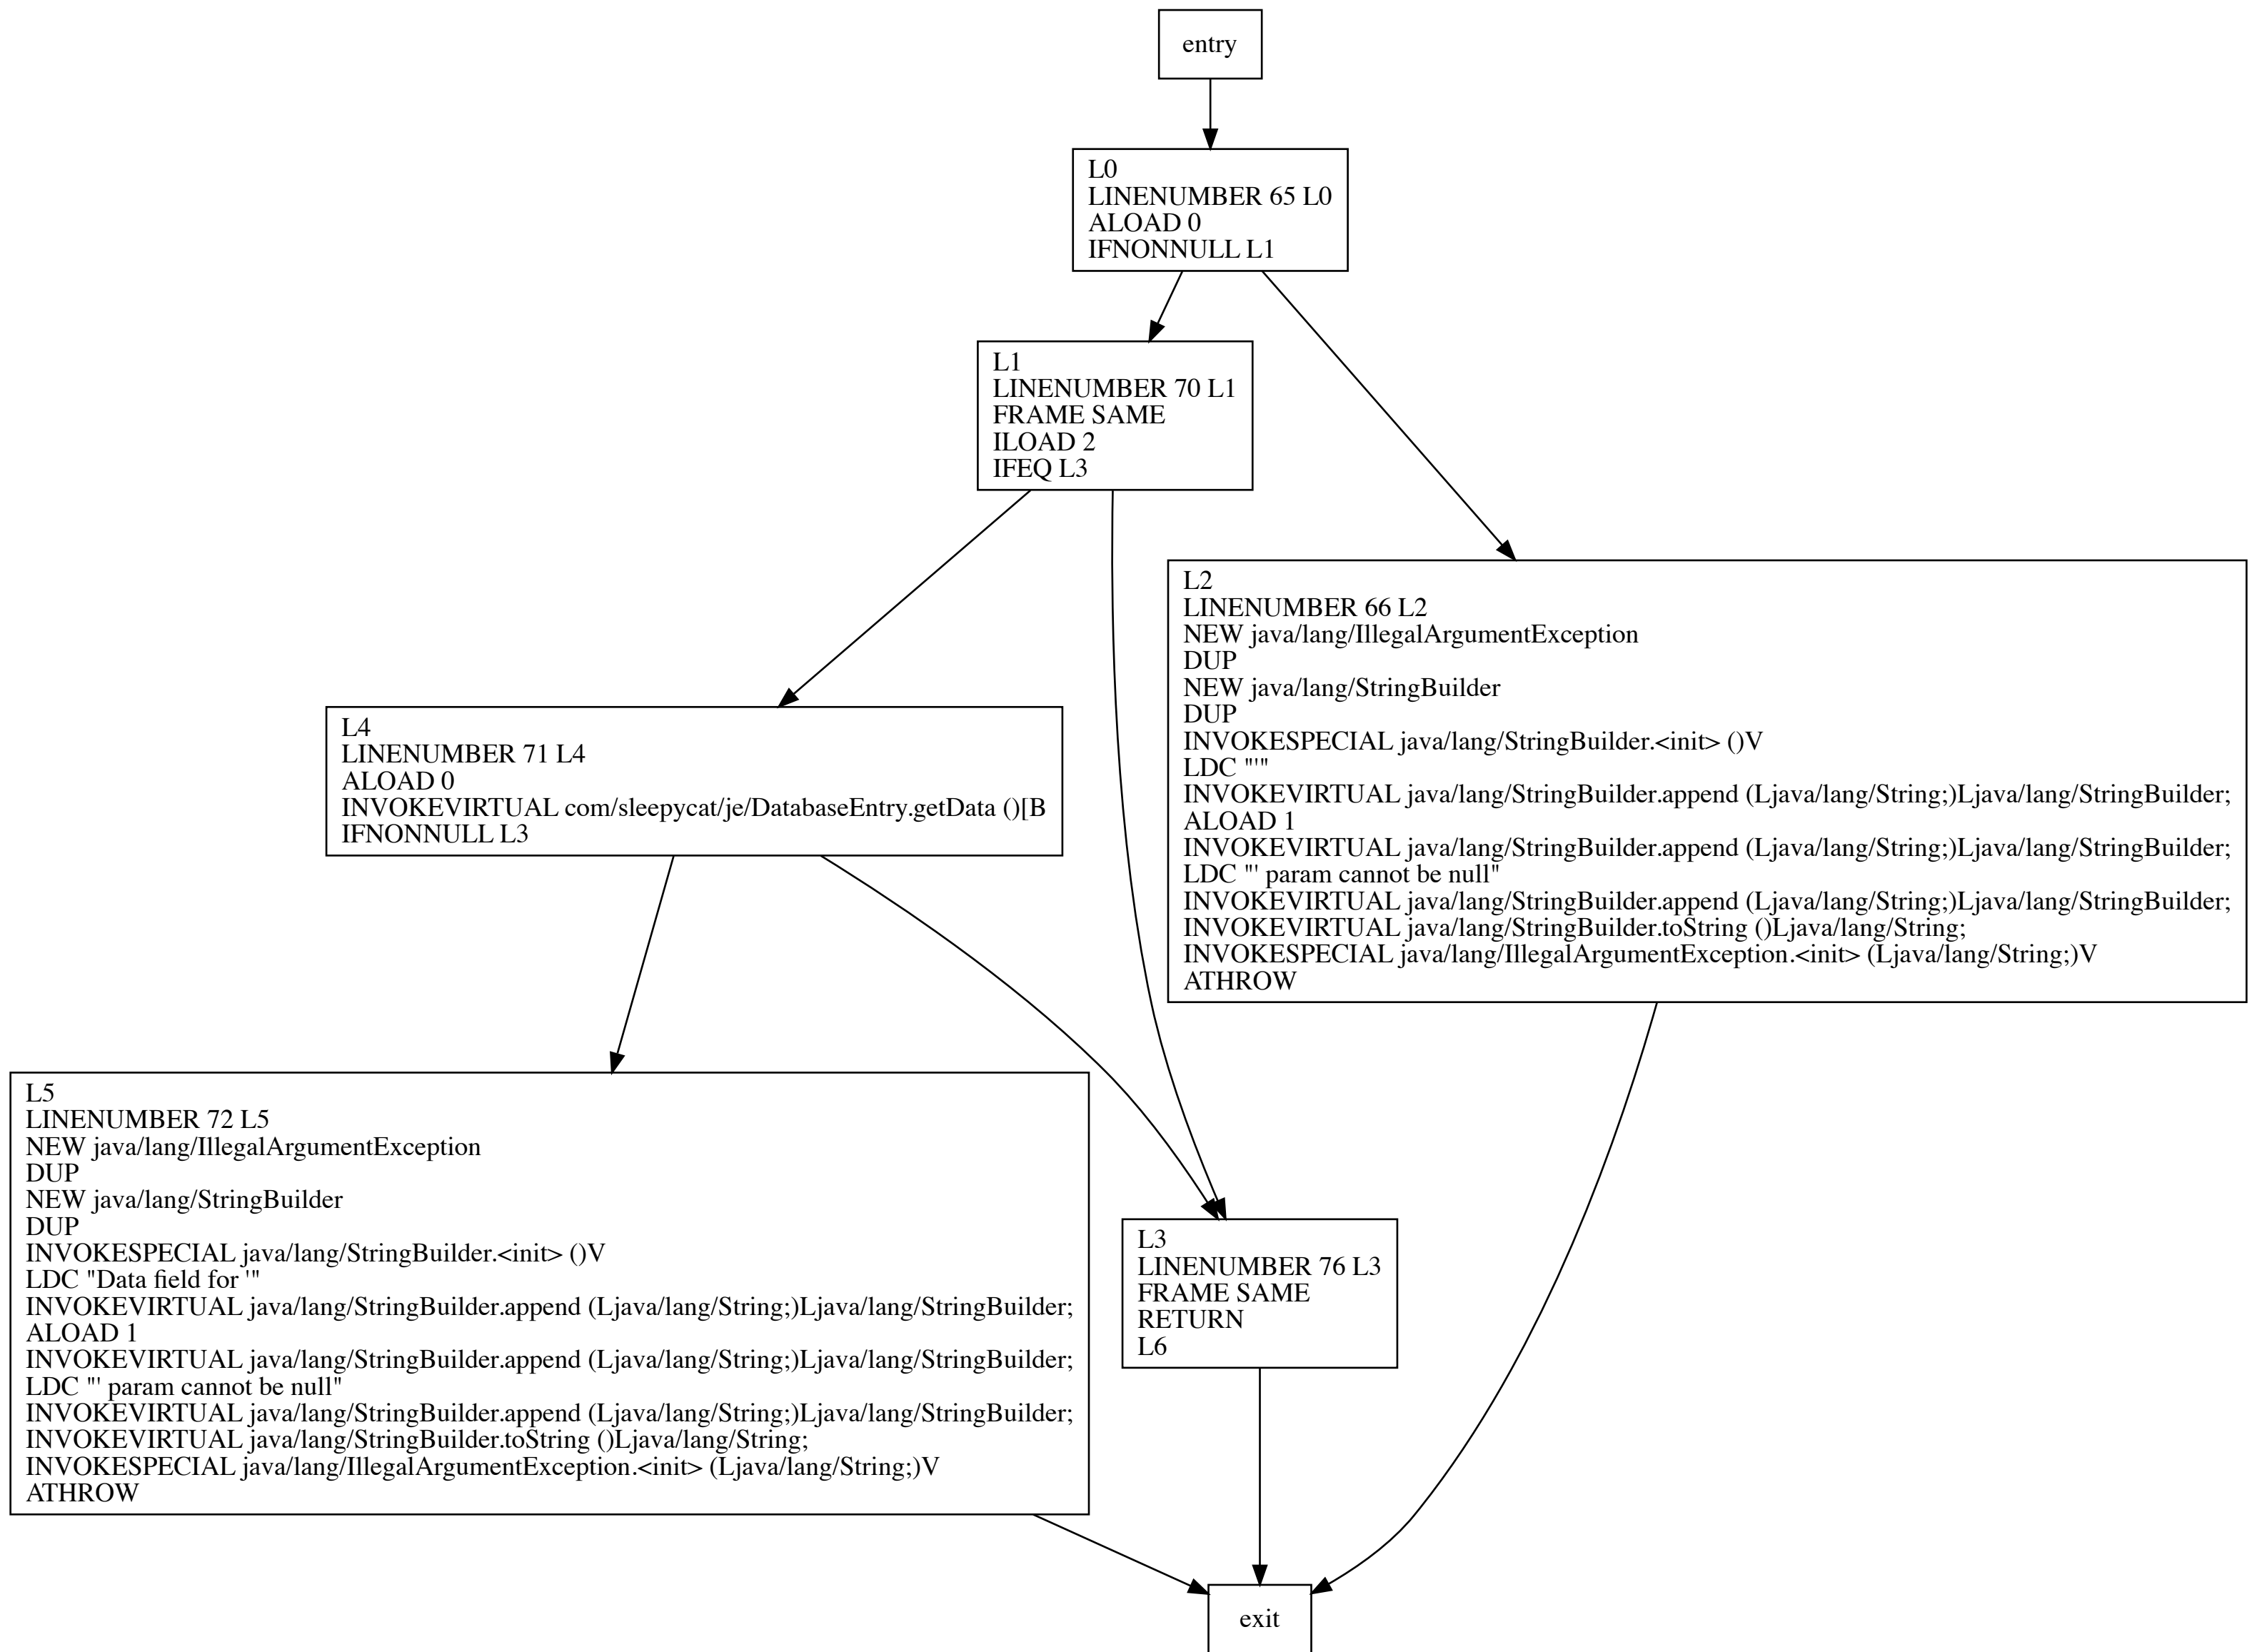 entry
L0
LINENUMBER 65 L0
ALOAD 0
IFNONNULL L1
L1
LINENUMBER 70 L1
FRAME SAME
ILOAD 2
IFEQ L3
L2
LINENUMBER 66 L2
NEW java/lang/IllegalArgumentException
DUP
NEW java/lang/StringBuilder
DUP
INVOKESPECIAL java/lang/StringBuilder.<init> ()V
LDC "'"
INVOKEVIRTUAL java/lang/StringBuilder.append (Ljava/lang/String;)Ljava/lang/StringBuilder;
ALOAD 1
INVOKEVIRTUAL java/lang/StringBuilder.append (Ljava/lang/String;)Ljava/lang/StringBuilder;
LDC "' param cannot be null"
INVOKEVIRTUAL java/lang/StringBuilder.append (Ljava/lang/String;)Ljava/lang/StringBuilder;
INVOKEVIRTUAL java/lang/StringBuilder.toString ()Ljava/lang/String;
INVOKESPECIAL java/lang/IllegalArgumentException.<init> (Ljava/lang/String;)V
ATHROW
L4
LINENUMBER 71 L4
ALOAD 0
INVOKEVIRTUAL com/sleepycat/je/DatabaseEntry.getData ()[B
IFNONNULL L3
L5
LINENUMBER 72 L5
NEW java/lang/IllegalArgumentException
DUP
NEW java/lang/StringBuilder
DUP
INVOKESPECIAL java/lang/StringBuilder.<init> ()V
LDC "Data field for '"
INVOKEVIRTUAL java/lang/StringBuilder.append (Ljava/lang/String;)Ljava/lang/StringBuilder;
ALOAD 1
INVOKEVIRTUAL java/lang/StringBuilder.append (Ljava/lang/String;)Ljava/lang/StringBuilder;
LDC "' param cannot be null"
INVOKEVIRTUAL java/lang/StringBuilder.append (Ljava/lang/String;)Ljava/lang/StringBuilder;
INVOKEVIRTUAL java/lang/StringBuilder.toString ()Ljava/lang/String;
INVOKESPECIAL java/lang/IllegalArgumentException.<init> (Ljava/lang/String;)V
ATHROW
L3
LINENUMBER 76 L3
FRAME SAME
RETURN
L6
exit